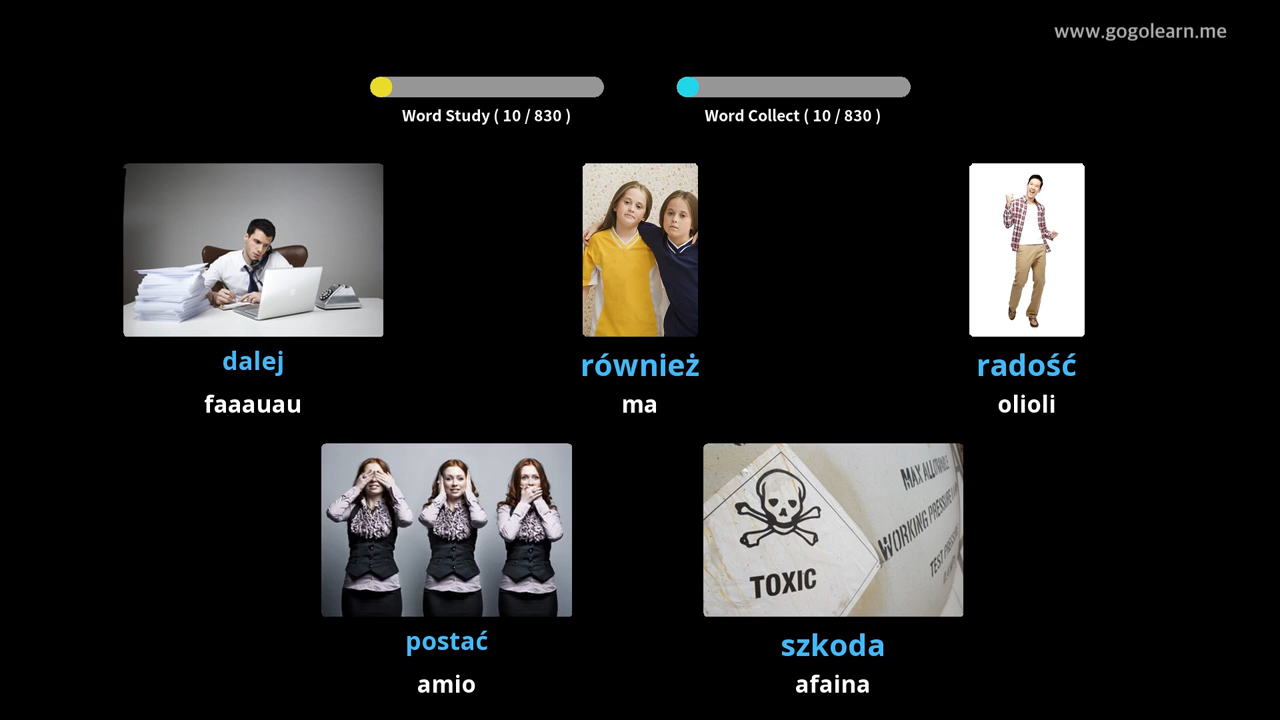 www.gogolearn.me
Word Study ( 10 / 830 )
Word Collect ( 10 / 830 )
dalej
faaauau
również
ma
radość
olioli
postać
amio
TOXIC
MAX ALLOWABLE
WORKING PRESSURE
TEST
szkoda
afaina